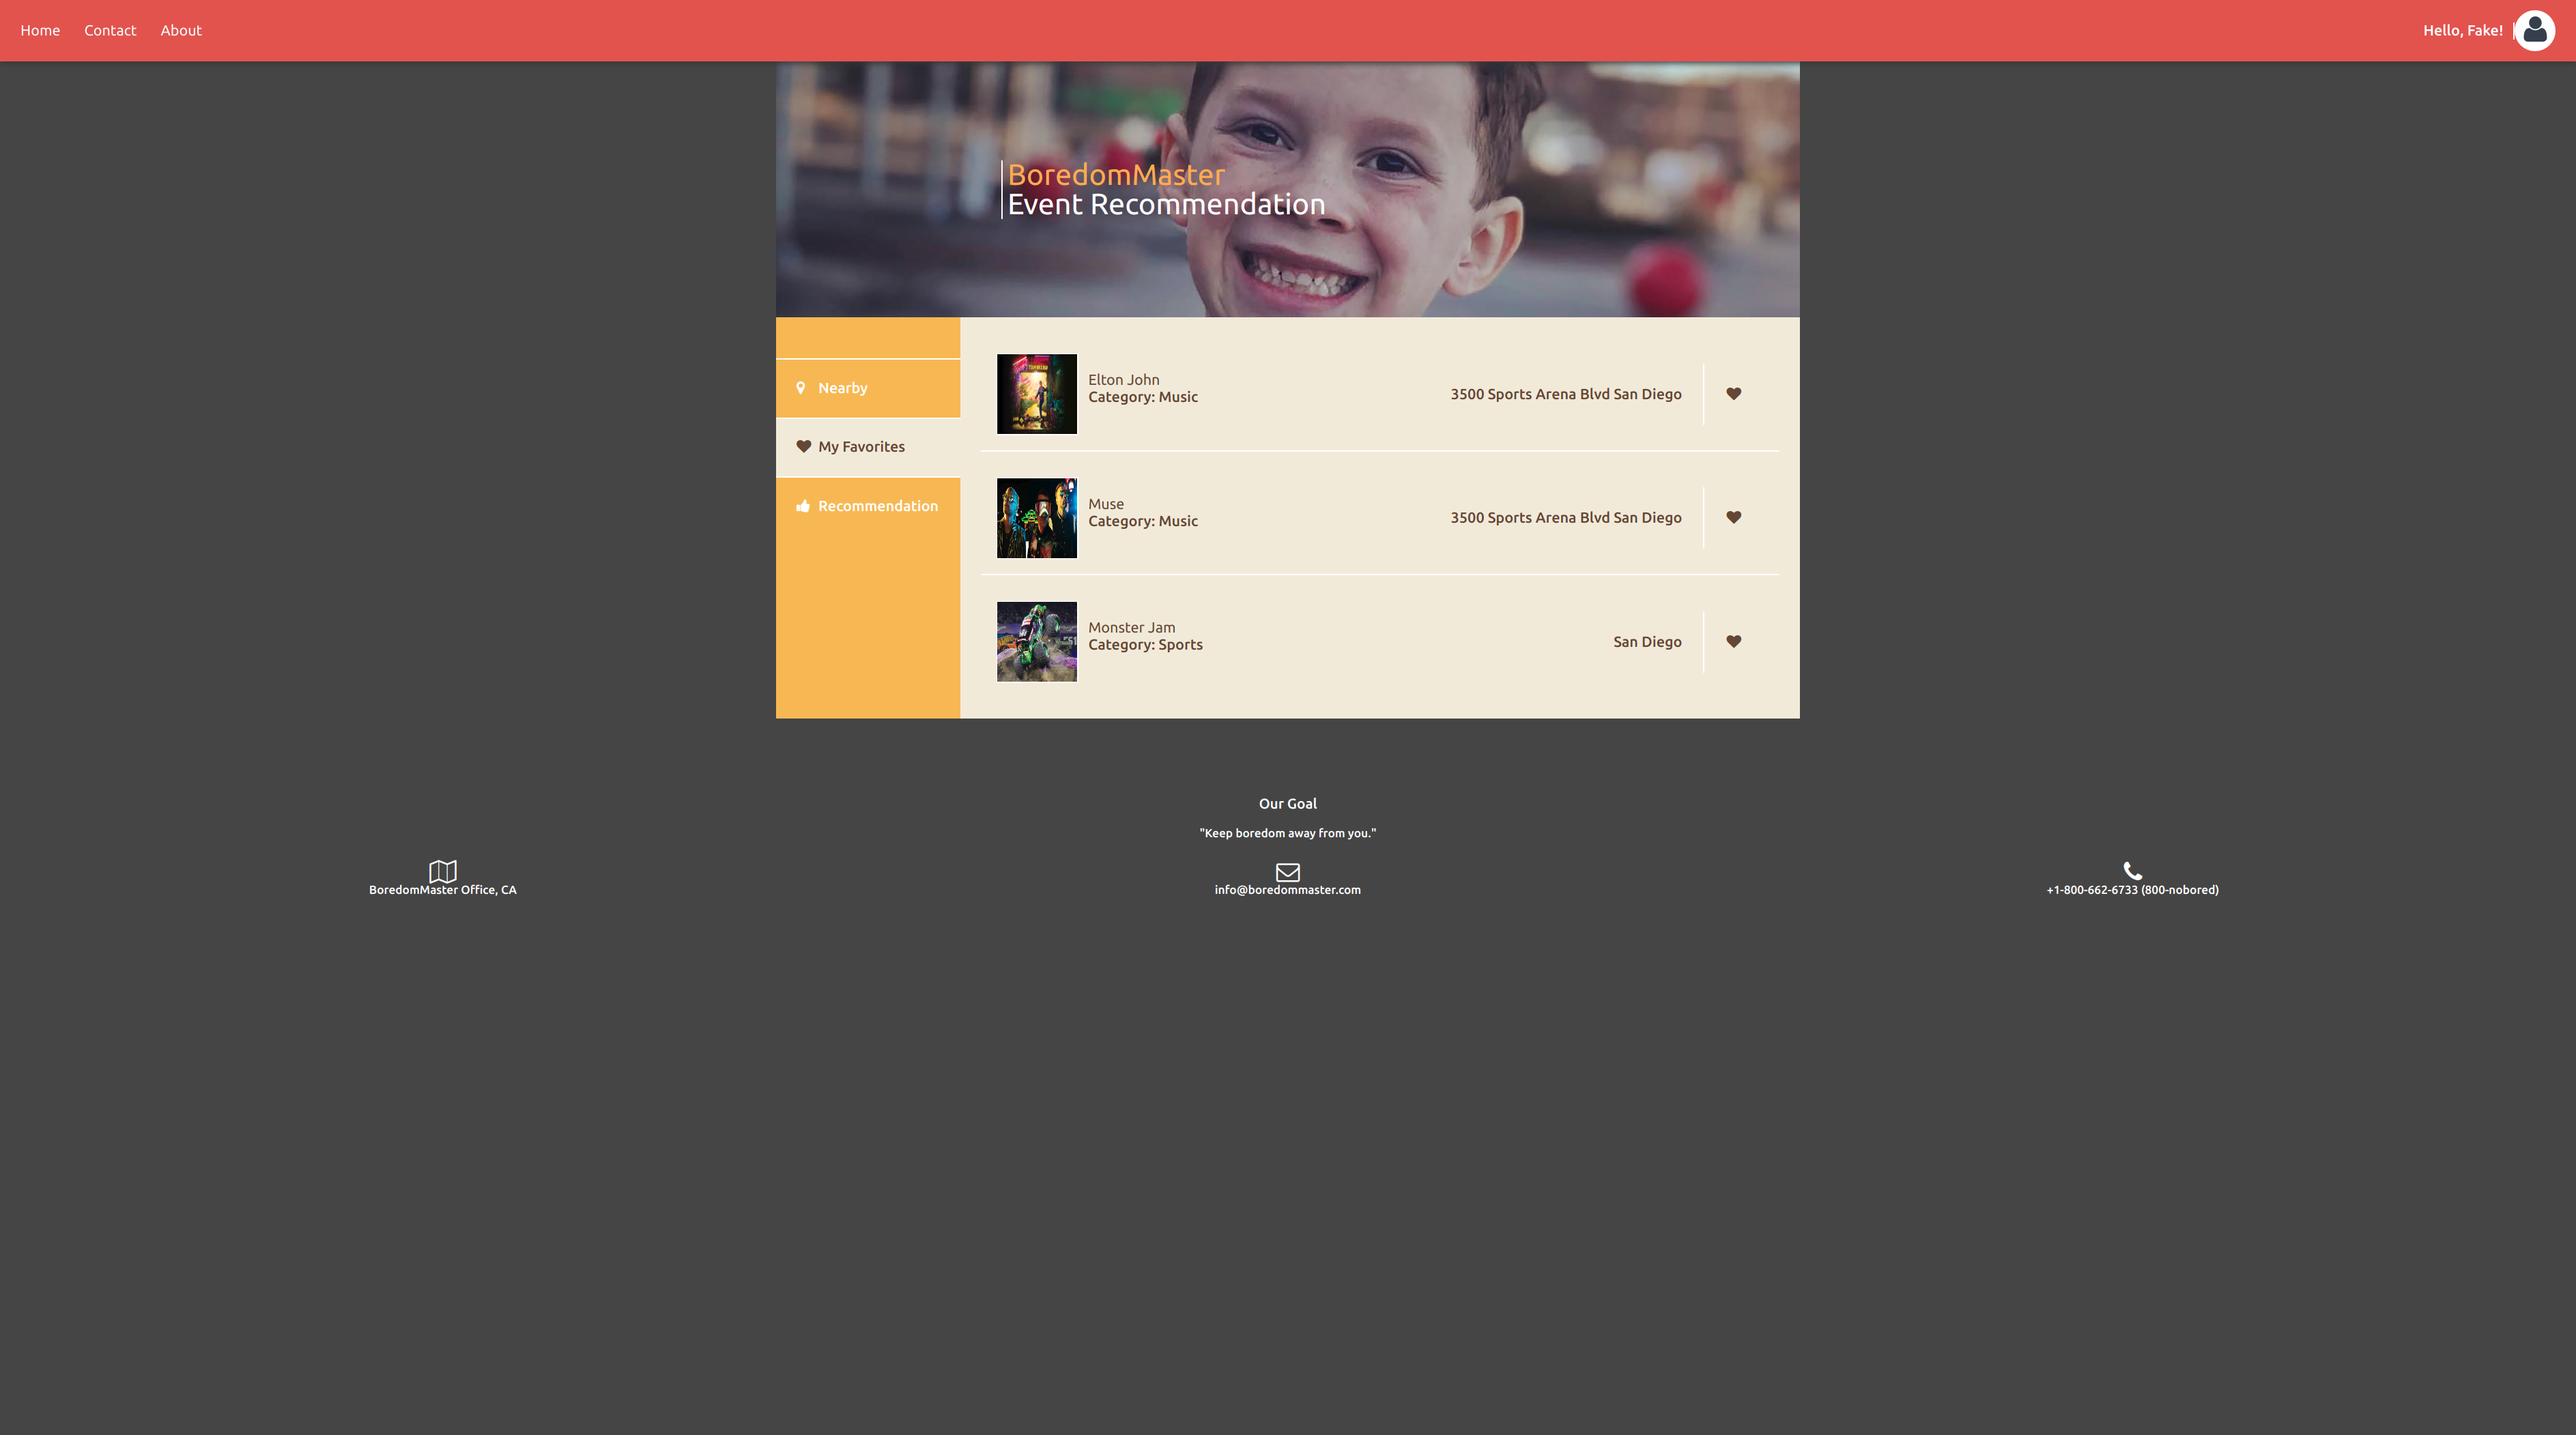 Home Contact About Hello, Fake!
BoredomMaster
Event Recommendation
Nearby
My Favorites
Recommendation
Elton John
Category: Music
3500 Sports Arena Blvd San Diego
Muse
Category: Music
3500 Sports Arena Blvd San Diego
Monster Jam
Category: Sports
San Diego
Our Goal
"Keep boredom away from you."
BoredomMaster Office, CA
info@boredommaster.com
+1-800-662-6733 (800-nobored)